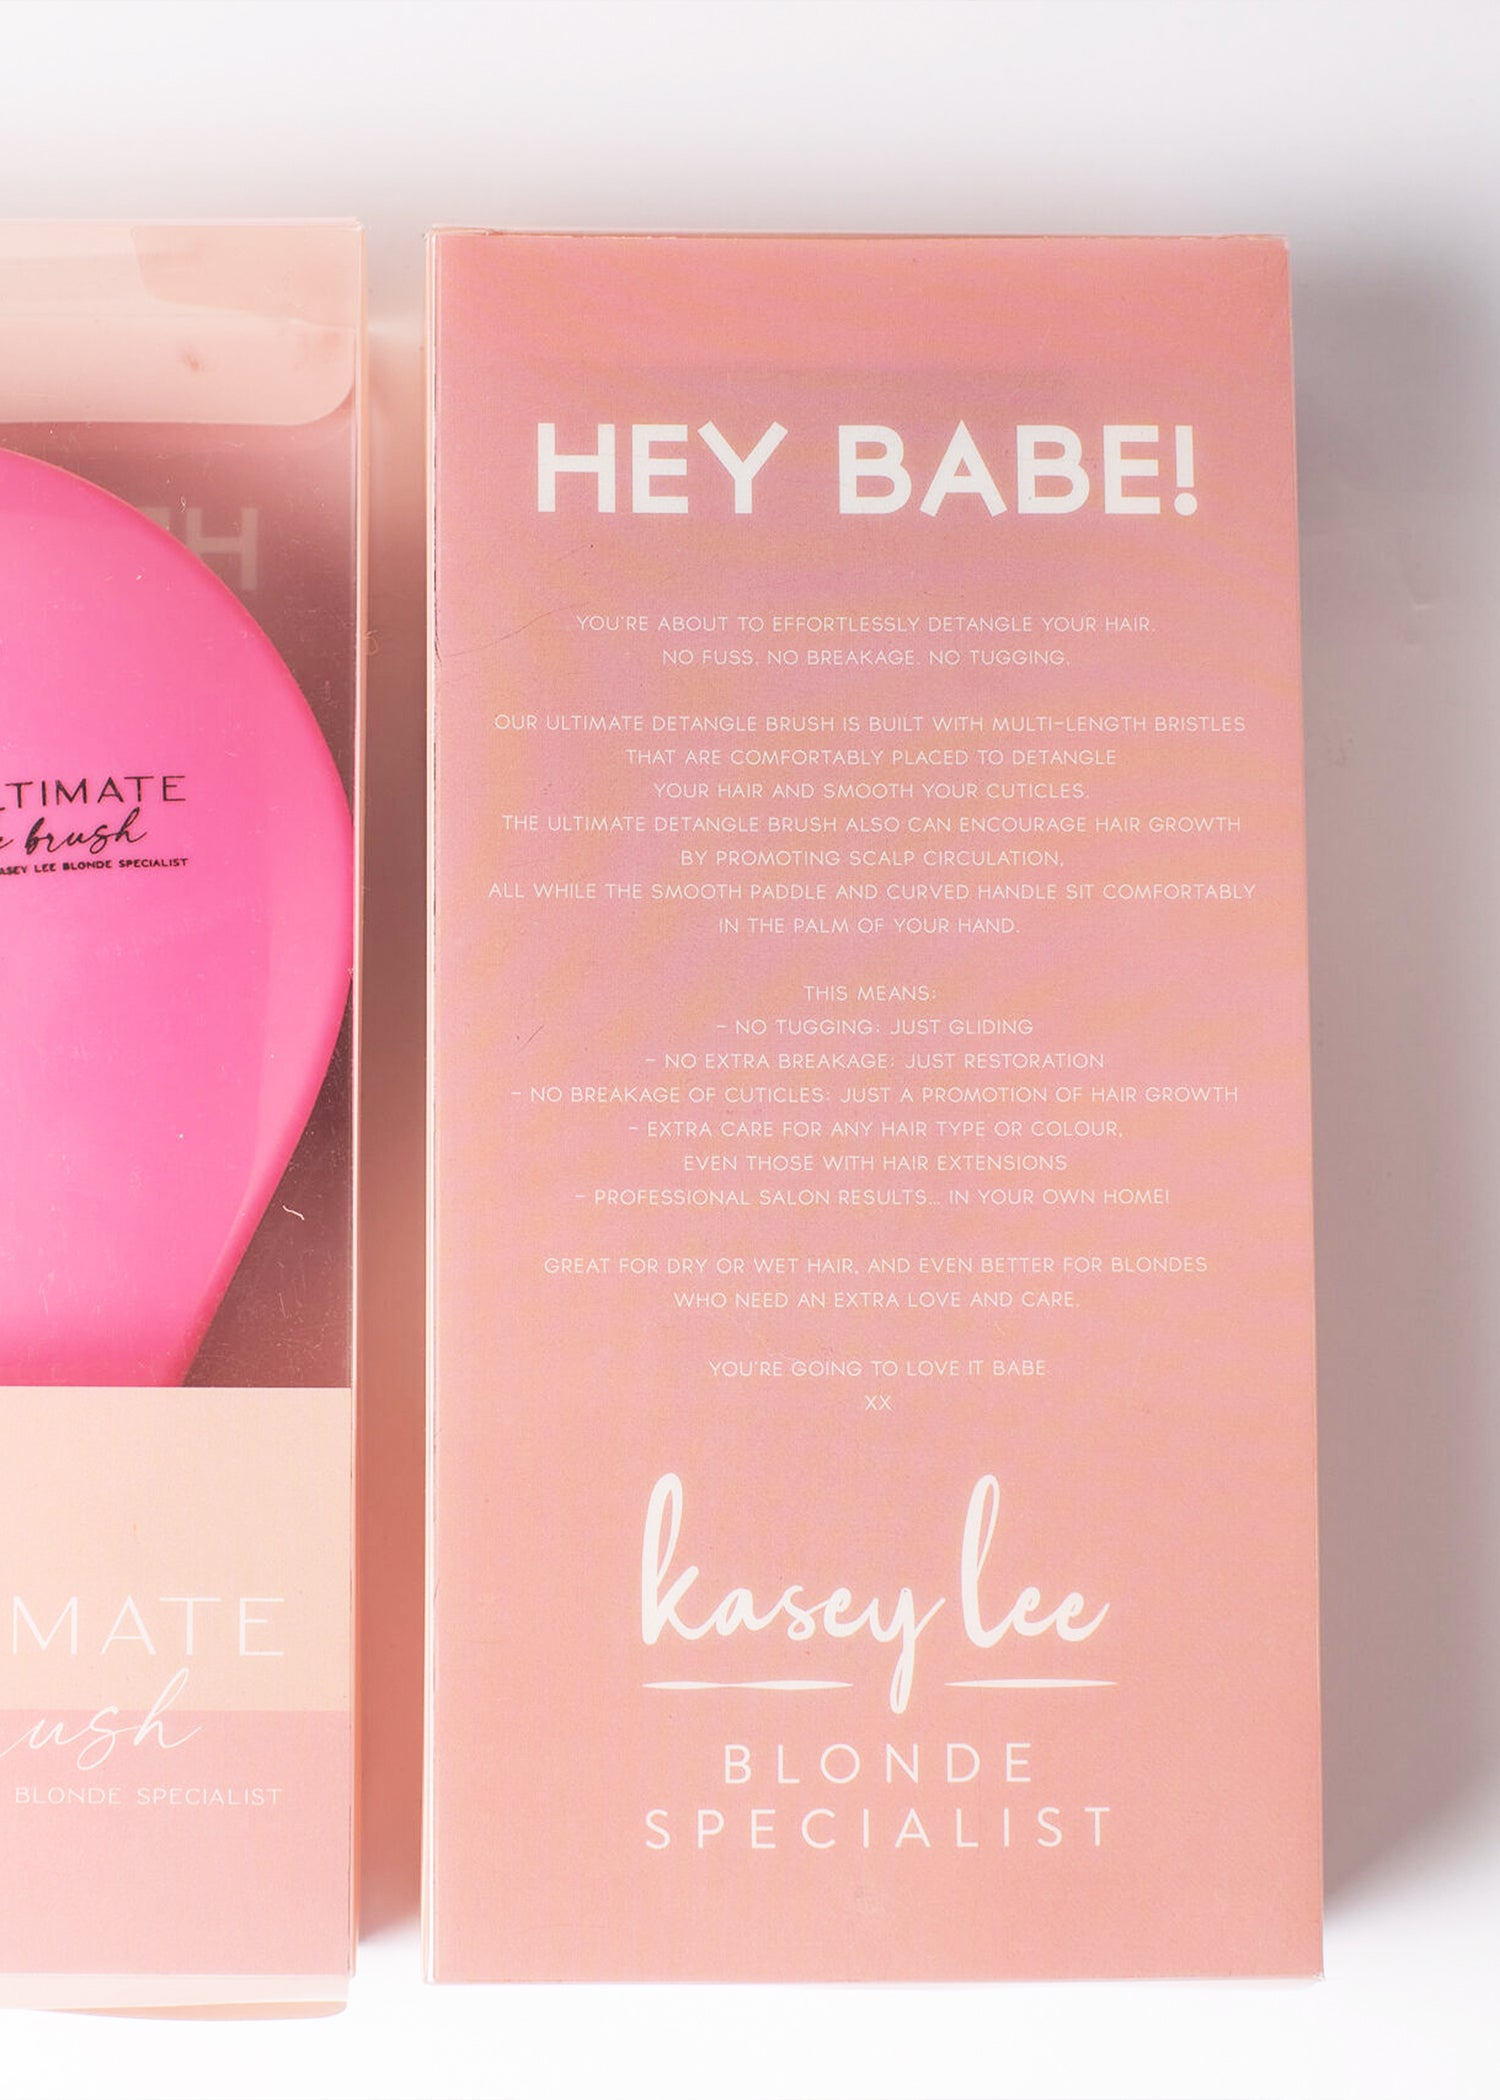 HEY BABE!
YOU'RE ABOUT TO EFFORTLESSLY DETANGLE YOUR HAIR.
NO FUSS. NO BREAKAGE. NO TUGGING.
OUR ULTIMATE DETANGLE BRUSH IS BUILT WITH MULTI-LENGTH BRISTLES
THAT ARE COMFORTABLY PLACED TO DETANGLE
YOUR HAIR AND SMOOTH YOUR CUTICLES.
THE ULTIMATE DETANGLE BRUSH ALSO CAN ENCOURAGE HAIR GROWTH
BY PROMOTING SCALP CIRCULATION,
ALL WHILE THE SMOOTH PADDLE AND CURVED HANDLE SIT COMFORTABLY
IN THE PALM OF YOUR HAND.
THIS MEANS:
- NO TUGGING; JUST GLIDING
- NO EXTRA BREAKAGE; JUST RESTORATION
- NO BREAKAGE OF CUTICLES; JUST A PROMOTION OF HAIR GROWTH
- EXTRA CARE FOR ANY HAIR TYPE OR COLOUR,
EVEN THOSE WITH HAIR EXTENSIONS
- PROFESSIONAL SALON RESULTS... IN YOUR OWN HOME!
GREAT FOR DRY OR WET HAIR, AND EVEN BETTER FOR BLONDES
WHO NEED AN EXTRA LOVE AND CARE.
YOU'RE GOING TO LOVE IT BABE
XX
kasey lee
BLONDE
SPECIALIST
LTIMATE
e brush
ASEY LEE BLONDE SPECIALIST
MATE
ush
BLONDE SPECIALIST